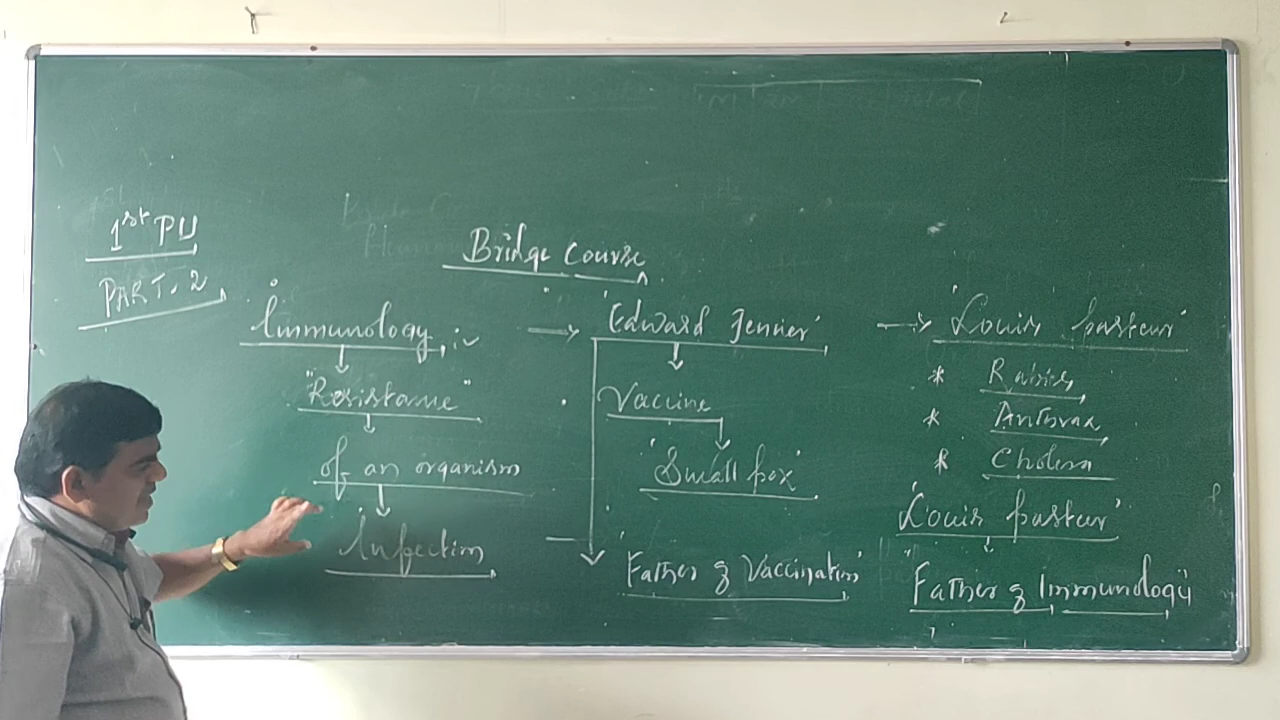 1st PU
PART. 2
Bridge Course
Immunology
"Resistance"
of an organism
Infection
→ 'Edward Jenner'
Vaccine
'Small pox'
'Father of Vaccination'
→ 'Louis pasteur'
* Rabies
* Anthrax
* Cholera
'Louis pasteur'
"Father of Immunology